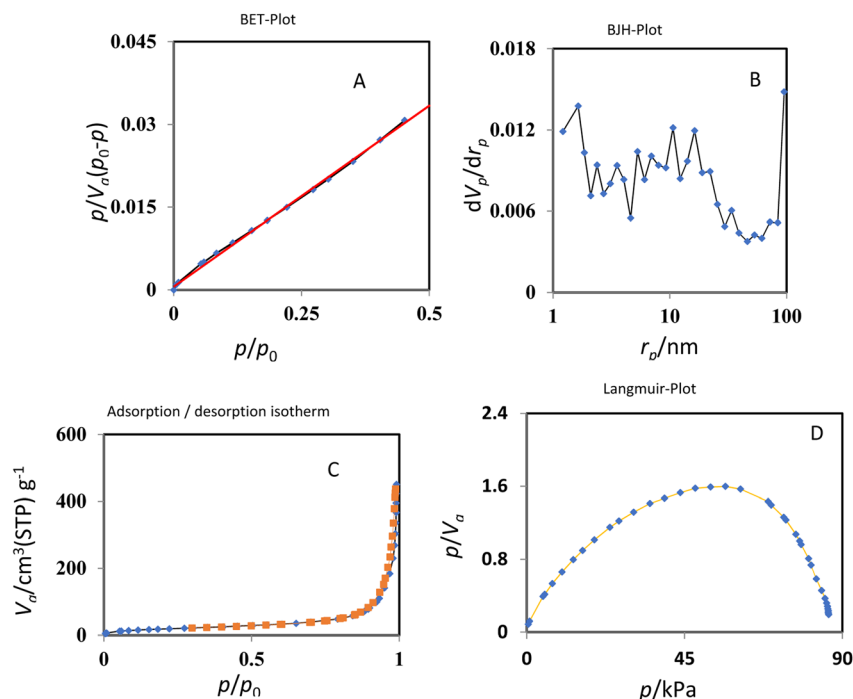 BET-Plot
A
p/Vₐ(p₀-p)
0.045
0.03
0.015
0
0
0.25
0.5
p/p₀
BJH-Plot
B
dVₚ/drₚ
0.018
0.012
0.006
0
1
10
100
rₚ/nm
Adsorption / desorption isotherm
C
Vₐ/cm³(STP) g⁻¹
600
400
200
0
0
0.5
1
p/p₀
Langmuir-Plot
D
p/Vₐ
2.4
1.6
0.8
0
0
45
90
p/kPa